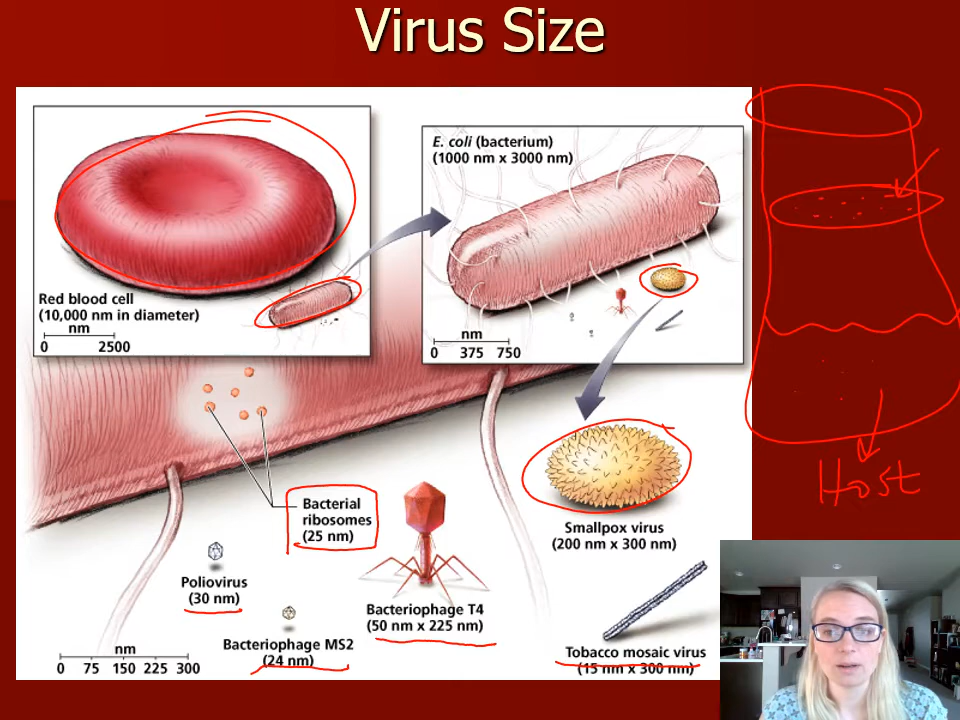 Virus Size
Red blood cell
(10,000 nm in diameter)
nm
0 2500
E. coli (bacterium)
(1000 nm x 3000 nm)
nm
0 375 750
Bacterial
ribosomes
(25 nm)
Smallpox virus
(200 nm x 300 nm)
Poliovirus
(30 nm)
Bacteriophage T4
(50 nm x 225 nm)
Bacteriophage MS2
(24 nm)
Tobacco mosaic virus
(15 nm x 300 nm)
nm
0 75 150 225 300
Host